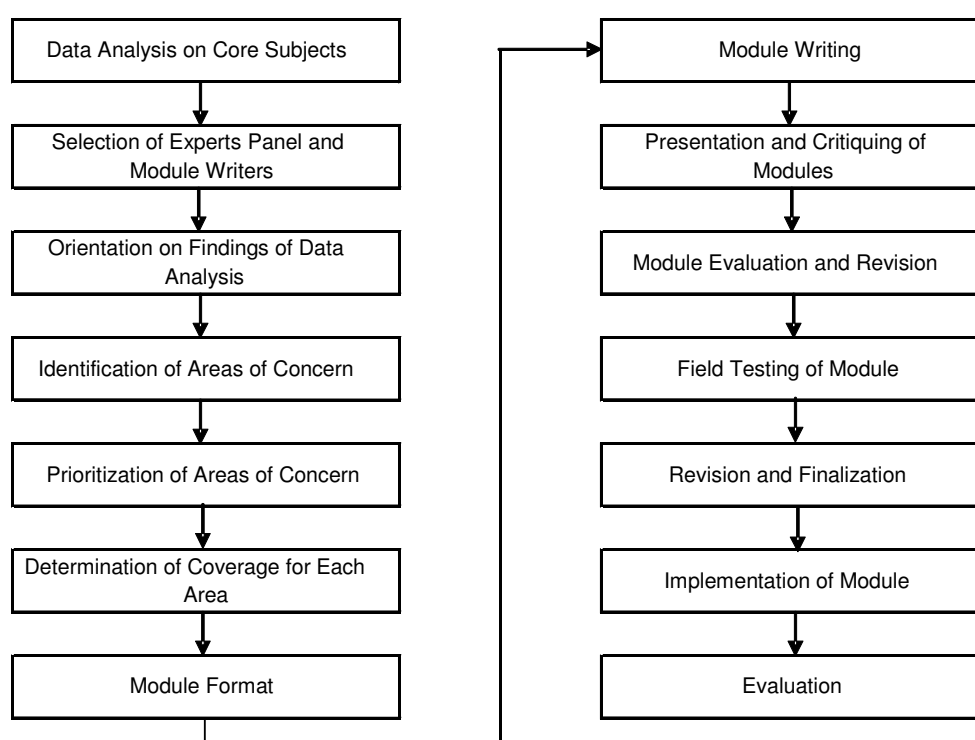 Data Analysis on Core Subjects
Selection of Experts Panel and
Module Writers
Orientation on Findings of Data
Analysis
Identification of Areas of Concern
Prioritization of Areas of Concern
Determination of Coverage for Each
Area
Module Format
Module Writing
Presentation and Critiquing of
Modules
Module Evaluation and Revision
Field Testing of Module
Revision and Finalization
Implementation of Module
Evaluation